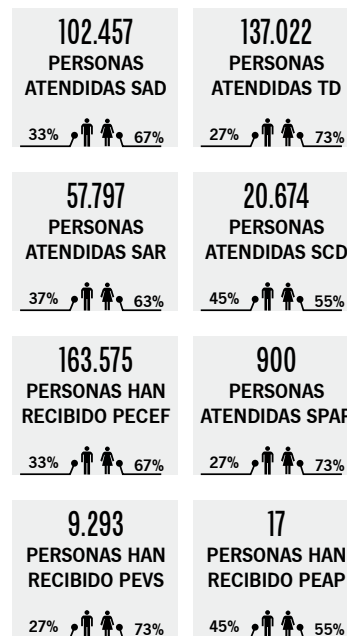 102.457
PERSONAS
ATENDIDAS SAD
33% 67%
137.022
PERSONAS
ATENDIDAS TD
27% 73%
57.797
PERSONAS
ATENDIDAS SAR
37% 63%
20.674
PERSONAS
ATENDIDAS SCD
45% 55%
163.575
PERSONAS HAN
RECIBIDO PECEF
33% 67%
900
PERSONAS
ATENDIDAS SPAP
27% 73%
9.293
PERSONAS HAN
RECIBIDO PEVS
27% 73%
17
PERSONAS HAN
RECIBIDO PEAP
45% 55%